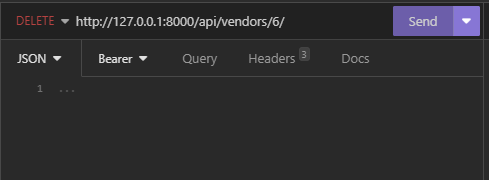 DELETE http://127.0.0.1:8000/api/vendors/6/ Send
JSON Bearer Query Headers 3 Docs
1 ...